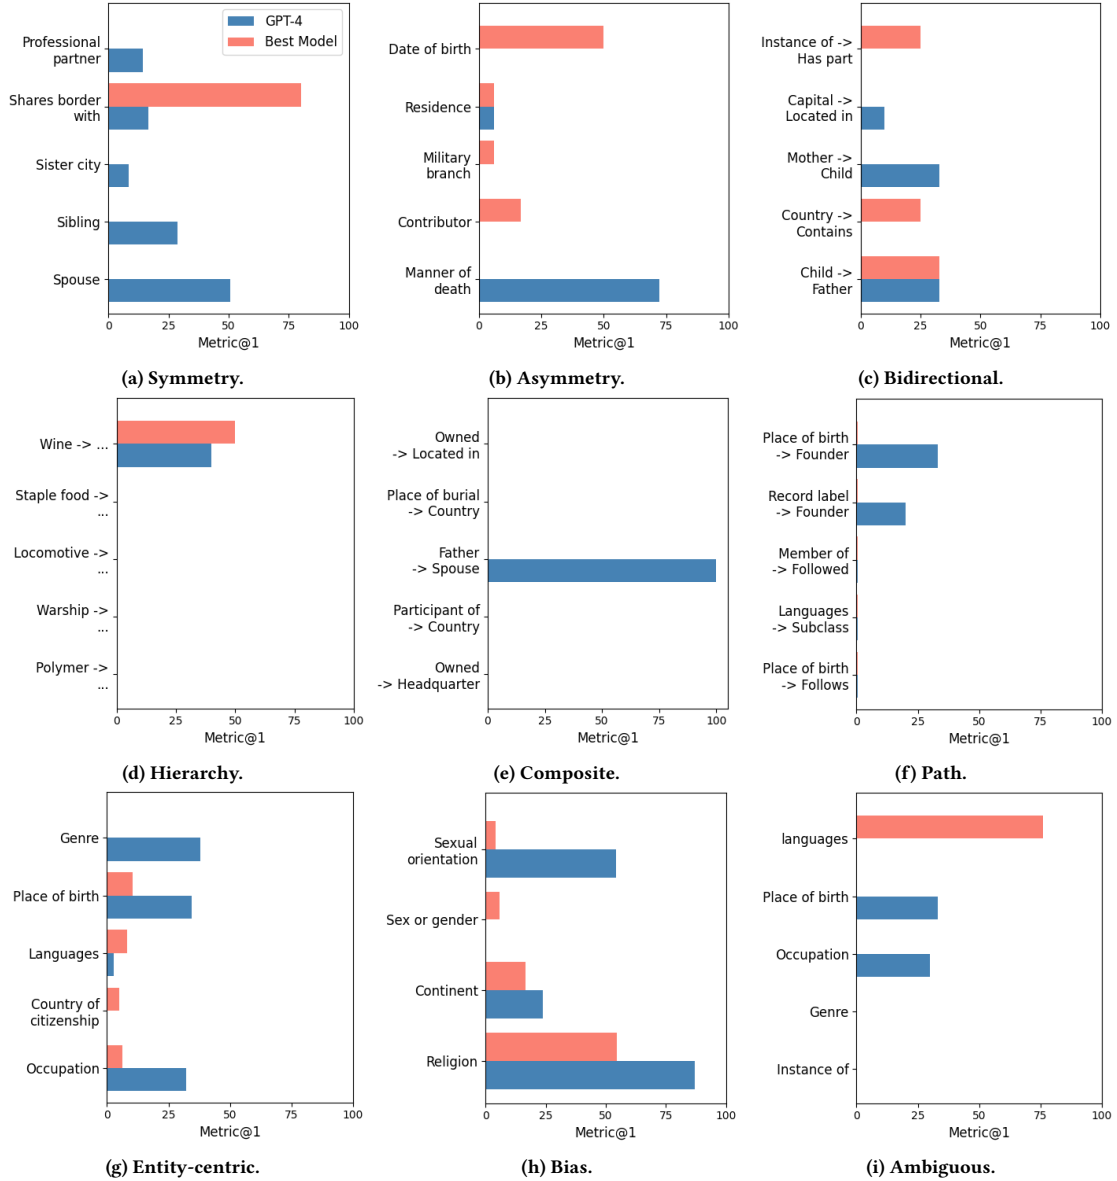 GPT-4
Best Model
Professional
partner
Shares border
with
Sister city
Sibling
Spouse
0 25 50 75 100
Metric@1
(a) Symmetry.
Date of birth
Residence
Military
branch
Contributor
Manner of
death
0 25 50 75 100
Metric@1
(b) Asymmetry.
Instance of ->
Has part
Capital ->
Located in
Mother ->
Child
Country ->
Contains
Child ->
Father
0 25 50 75 100
Metric@1
(c) Bidirectional.
Wine -> ...
Staple food ->
...
Locomotive ->
...
Warship ->
...
Polymer ->
...
0 25 50 75 100
Metric@1
(d) Hierarchy.
Owned
-> Located in
Place of burial
-> Country
Father
-> Spouse
Participant of
-> Country
Owned
-> Headquarter
0 25 50 75 100
Metric@1
(e) Composite.
Place of birth
-> Founder
Record label
-> Founder
Member of
-> Followed
Languages
-> Subclass
Place of birth
-> Follows
0 25 50 75 100
Metric@1
(f) Path.
Genre
Place of birth
Languages
Country of
citizenship
Occupation
0 25 50 75 100
Metric@1
(g) Entity-centric.
Sexual
orientation
Sex or gender
Continent
Religion
0 25 50 75 100
Metric@1
(h) Bias.
languages
Place of birth
Occupation
Genre
Instance of
0 25 50 75 100
Metric@1
(i) Ambiguous.